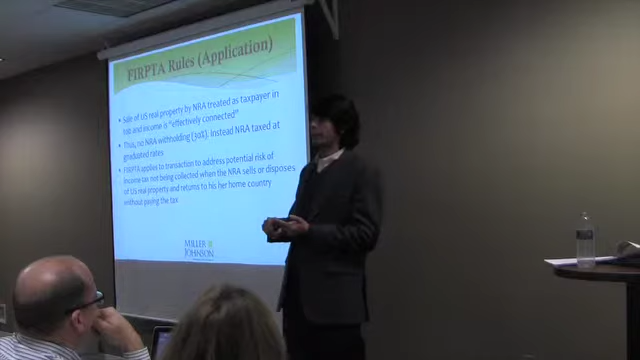 FIRPTA Rules (Application)
• Sale of US real property by NRA treated as taxpayer in
T&B and income is "effectively connected"
• Thus, no NRA withholding (30%). Instead NRA taxed at
graduated rates
• FIRPTA applies to transaction to address potential risk of
income tax not being collected when the NRA sells or disposes
of US real property and returns to his her home country
without paying the tax
MILLER
JOHNSON